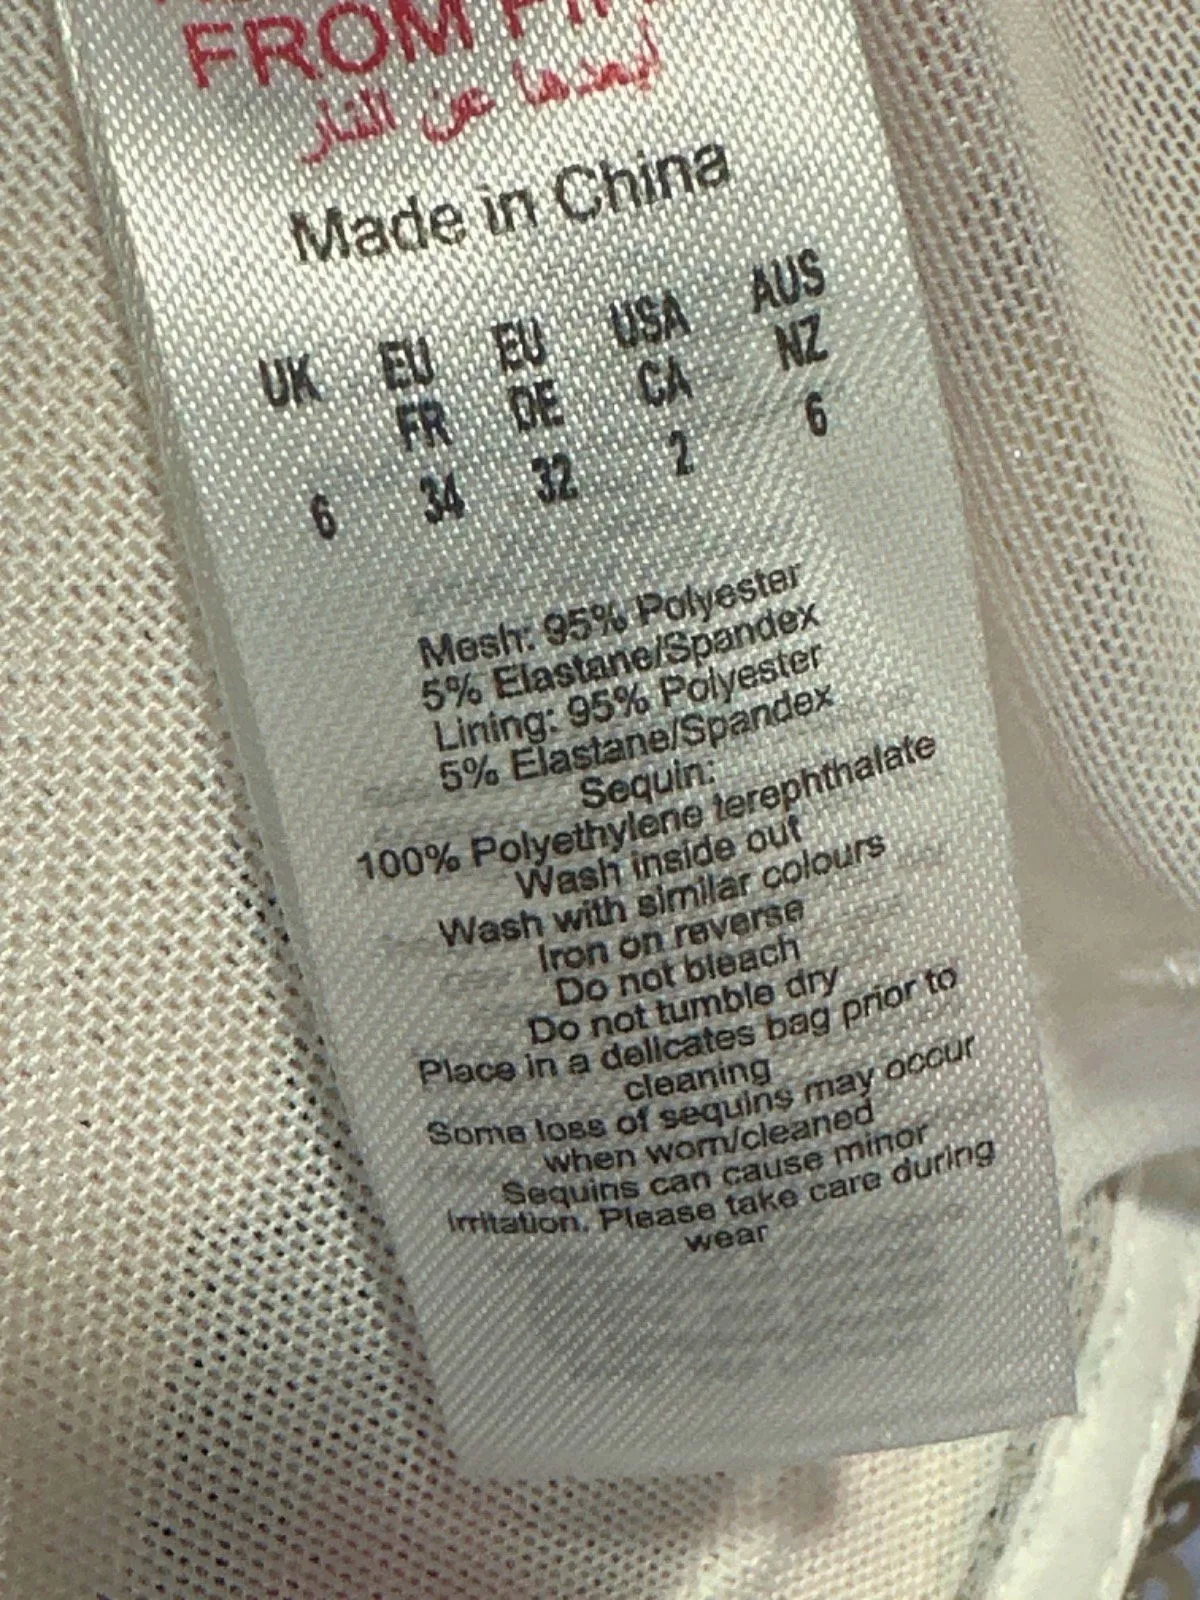 FROM
ابعدها عن النار
Made in China
UK EU EU USA AUS
FR DE CA NZ
6 34 32 2 6
Mesh: 95% Polyester
5% Elastane/Spandex
Lining: 95% Polyester
5% Elastane/Spandex
Sequin:
100% Polyethylene terephthalate
Wash inside out
Wash with similar colours
Iron on reverse
Do not bleach
Do not tumble dry
Place in a delicates bag prior to
cleaning
Some loss of sequins may occur
when worn/cleaned
Sequins can cause minor
irritation. Please take care during
wear